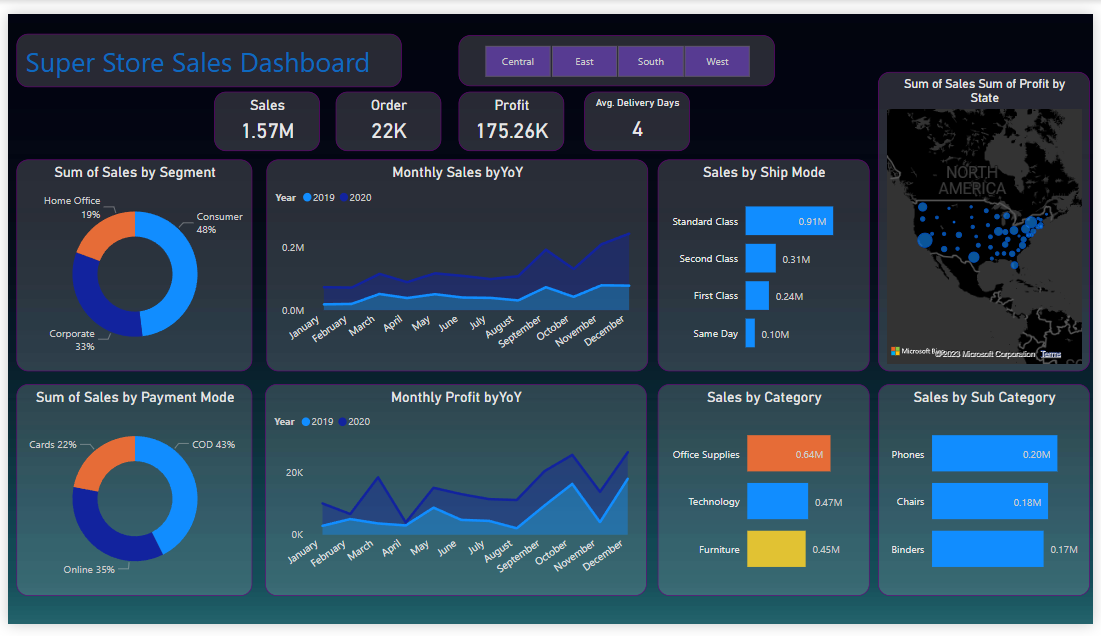 Super Store Sales Dashboard
Central
East
South
West
Sales
1.57M
Order
22K
Profit
175.26K
Avg. Delivery Days
4
Sum of Sales Sum of Profit by
State
NORTH
AMERICA
Microsoft Bing
©2023 Microsoft Corporation
Terms
Sum of Sales by Segment
Home Office
19%
Consumer
48%
Corporate
33%
Monthly Sales byYoY
Year 2019 2020
0.2M
0.0M
January
February
March
April
May
June
July
August
September
October
November
December
Sales by Ship Mode
Standard Class 0.91M
Second Class 0.31M
First Class 0.24M
Same Day 0.10M
Sum of Sales by Payment Mode
Cards 22%
COD 43%
Online 35%
Monthly Profit byYoY
Year 2019 2020
20K
0K
January
February
March
April
May
June
July
August
September
October
November
December
Sales by Category
Office Supplies 0.64M
Technology 0.47M
Furniture 0.45M
Sales by Sub Category
Phones 0.20M
Chairs 0.18M
Binders 0.17M